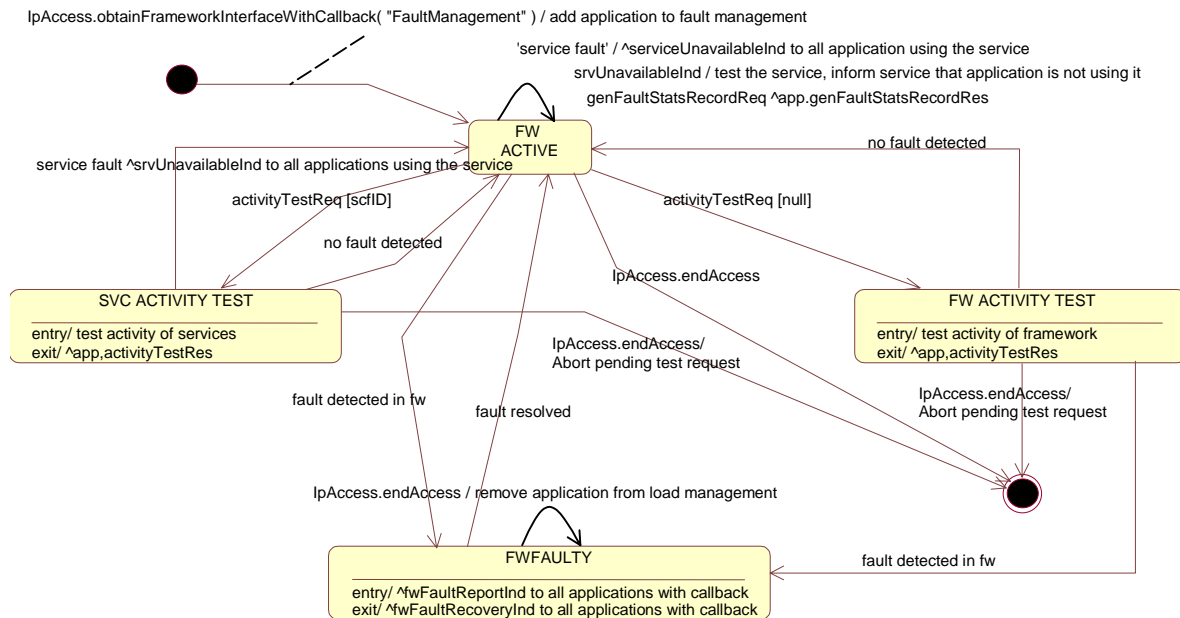 IpAccess.obtainFrameworkInterfaceWithCallback( "FaultManagement" ) / add application to fault management
'service fault' / ^serviceUnavailableInd to all application using the service
srvUnavailableInd / test the service, inform service that application is not using it
genFaultStatsRecordReq ^app.genFaultStatsRecordRes
FW
ACTIVE
no fault detected
service fault ^srvUnavailableInd to all applications using the service
activityTestReq [scfID]
activityTestReq [null]
no fault detected
IpAccess.endAccess
SVC ACTIVITY TEST
entry/ test activity of services
exit/ ^app,activityTestRes
FW ACTIVITY TEST
entry/ test activity of framework
exit/ ^app,activityTestRes
IpAccess.endAccess/
Abort pending test request
IpAccess.endAccess/
Abort pending test request
fault detected in fw
fault resolved
IpAccess.endAccess / remove application from load management
FWFAULTY
entry/ ^fwFaultReportInd to all applications with callback
exit/ ^fwFaultRecoveryInd to all applications with callback
fault detected in fw